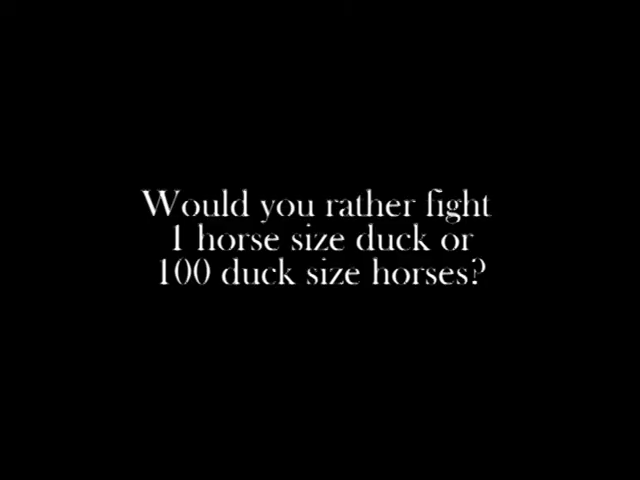 Would you rather fight
1 horse size duck or
100 duck size horses?